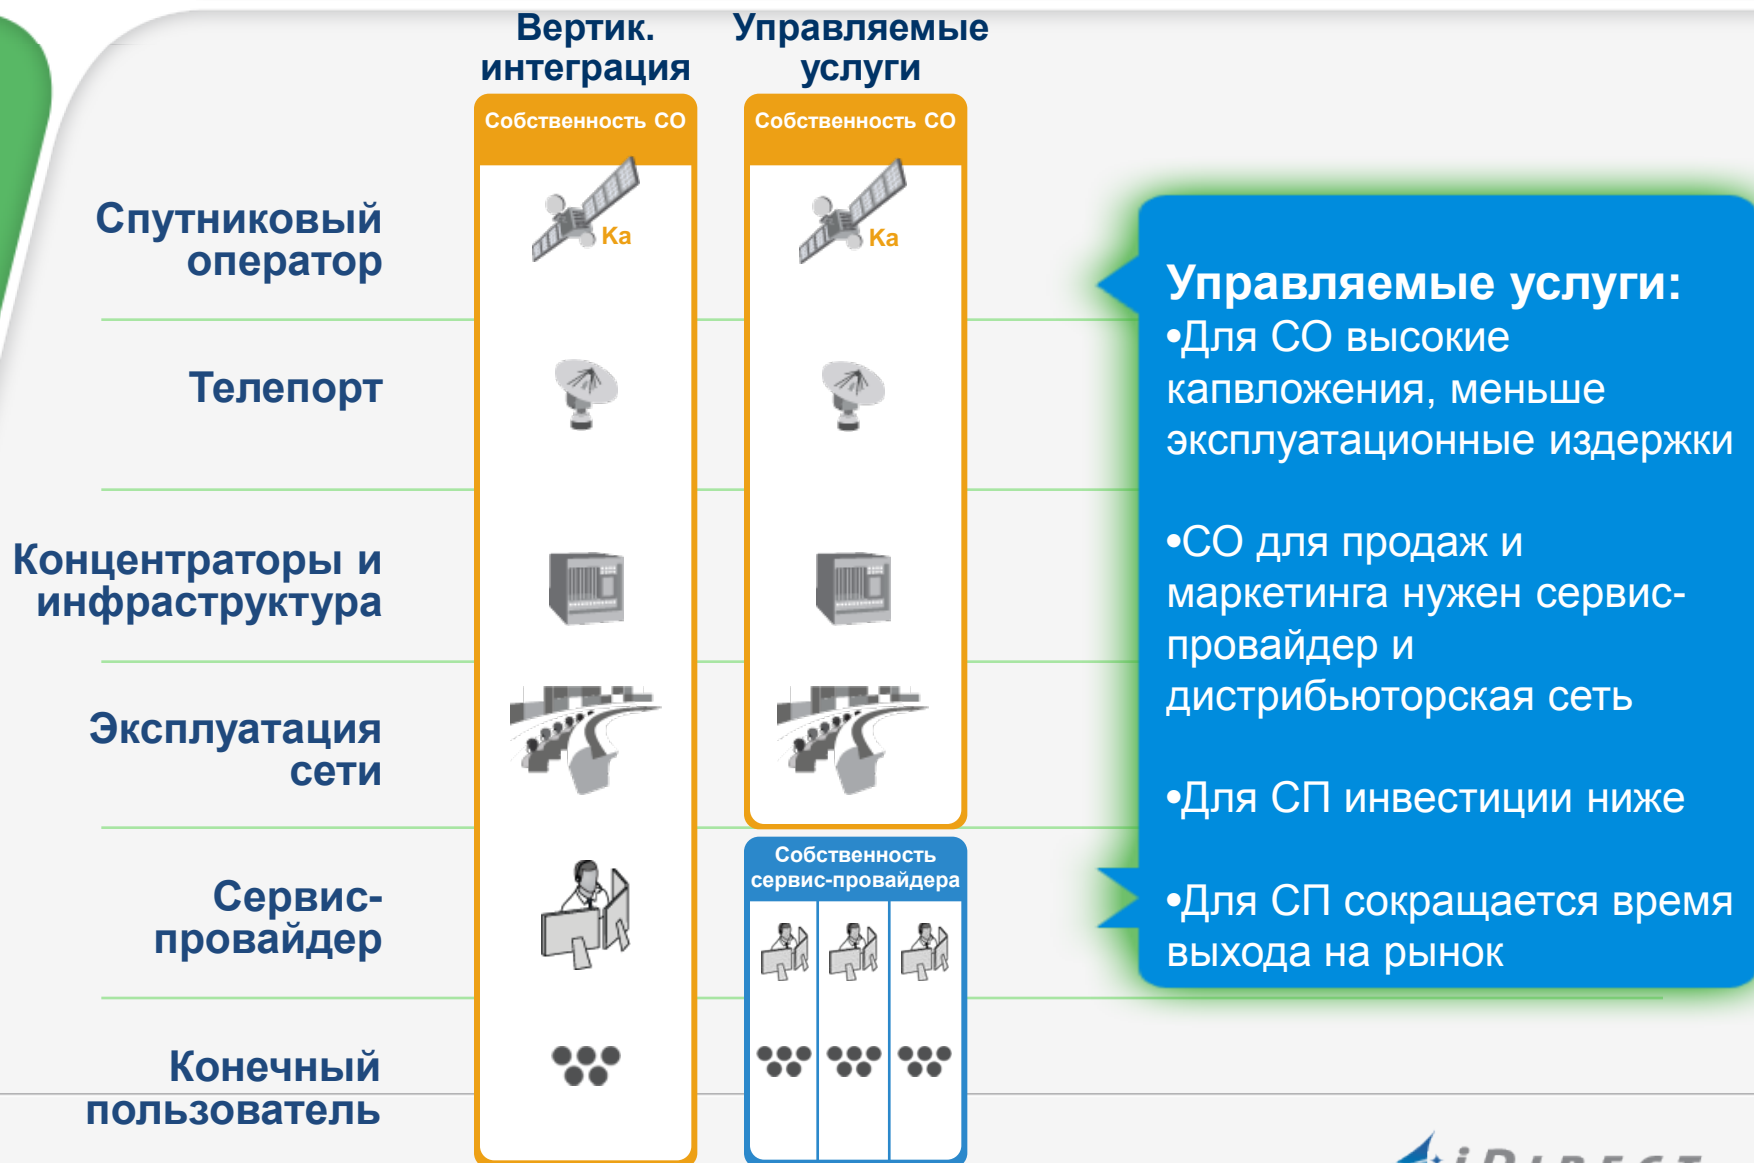 Вертик.
интеграция
Управляемые
услуги
Собственность СО
Собственность СО
Спутниковый
оператор
Ka
Ka
Телепорт
Концентраторы и
инфраструктура
Эксплуатация
сети
Собственность
сервис-провайдера
Сервис-
провайдер
Конечный
пользователь
Управляемые услуги:
•Для СО высокие
капвложения, меньше
эксплуатационные издержки
•СО для продаж и
маркетинга нужен сервис-
провайдер и
дистрибьюторская сеть
•Для СП инвестиции ниже
•Для СП сокращается время
выхода на рынок
iDIRECT